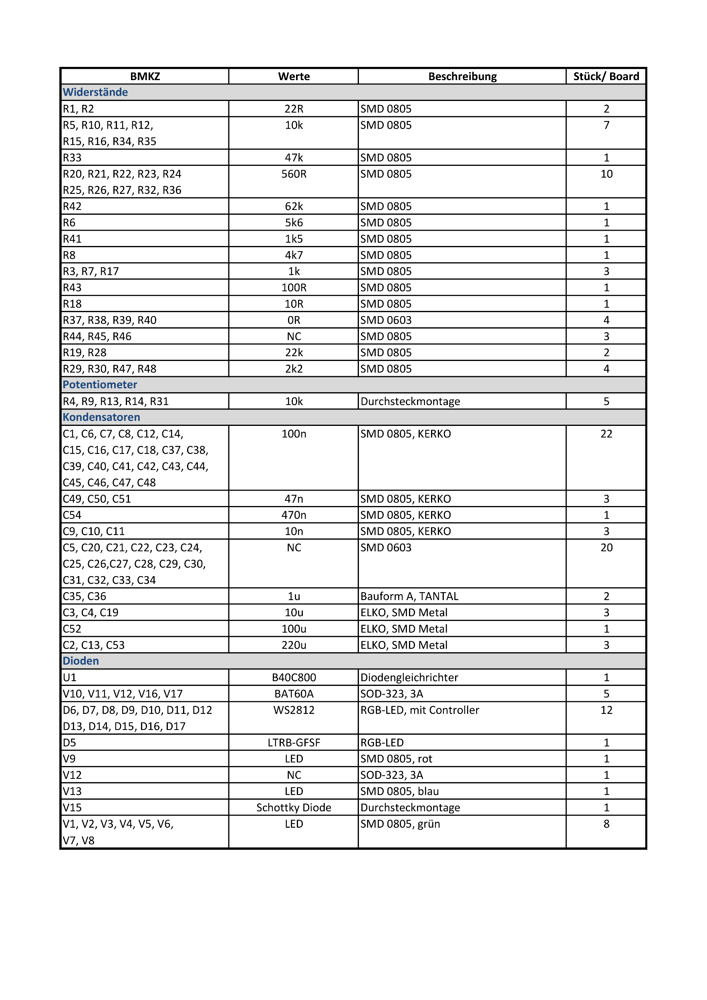 BMKZ Werte Beschreibung Stück/ Board
Widerstände
R1, R2 22R SMD 0805 2
R5, R10, R11, R12, 10k SMD 0805 7
R15, R16, R34, R35
R33 47k SMD 0805 1
R20, R21, R22, R23, R24 560R SMD 0805 10
R25, R26, R27, R32, R36
R42 62k SMD 0805 1
R6 5k6 SMD 0805 1
R41 1k5 SMD 0805 1
R8 4k7 SMD 0805 1
R3, R7, R17 1k SMD 0805 3
R43 100R SMD 0805 1
R18 10R SMD 0805 1
R37, R38, R39, R40 0R SMD 0603 4
R44, R45, R46 NC SMD 0805 3
R19, R28 22k SMD 0805 2
R29, R30, R47, R48 2k2 SMD 0805 4
Potentiometer
R4, R9, R13, R14, R31 10k Durchsteckmontage 5
Kondensatoren
C1, C6, C7, C8, C12, C14, 100n SMD 0805, KERKO 22
C15, C16, C17, C18, C37, C38,
C39, C40, C41, C42, C43, C44,
C45, C46, C47, C48
C49, C50, C51 47n SMD 0805, KERKO 3
C54 470n SMD 0805, KERKO 1
C9, C10, C11 10n SMD 0805, KERKO 3
C5, C20, C21, C22, C23, C24, NC SMD 0603 20
C25, C26,C27, C28, C29, C30,
C31, C32, C33, C34
C35, C36 1u Bauform A, TANTAL 2
C3, C4, C19 10u ELKO, SMD Metal 3
C52 100u ELKO, SMD Metal 1
C2, C13, C53 220u ELKO, SMD Metal 3
Dioden
U1 B40C800 Diodengleichrichter 1
V10, V11, V12, V16, V17 BAT60A SOD-323, 3A 5
D6, D7, D8, D9, D10, D11, D12 WS2812 RGB-LED, mit Controller 12
D13, D14, D15, D16, D17
D5 LTRB-GFSF RGB-LED 1
V9 LED SMD 0805, rot 1
V12 NC SOD-323, 3A 1
V13 LED SMD 0805, blau 1
V15 Schottky Diode Durchsteckmontage 1
V1, V2, V3, V4, V5, V6, LED SMD 0805, grün 8
V7, V8